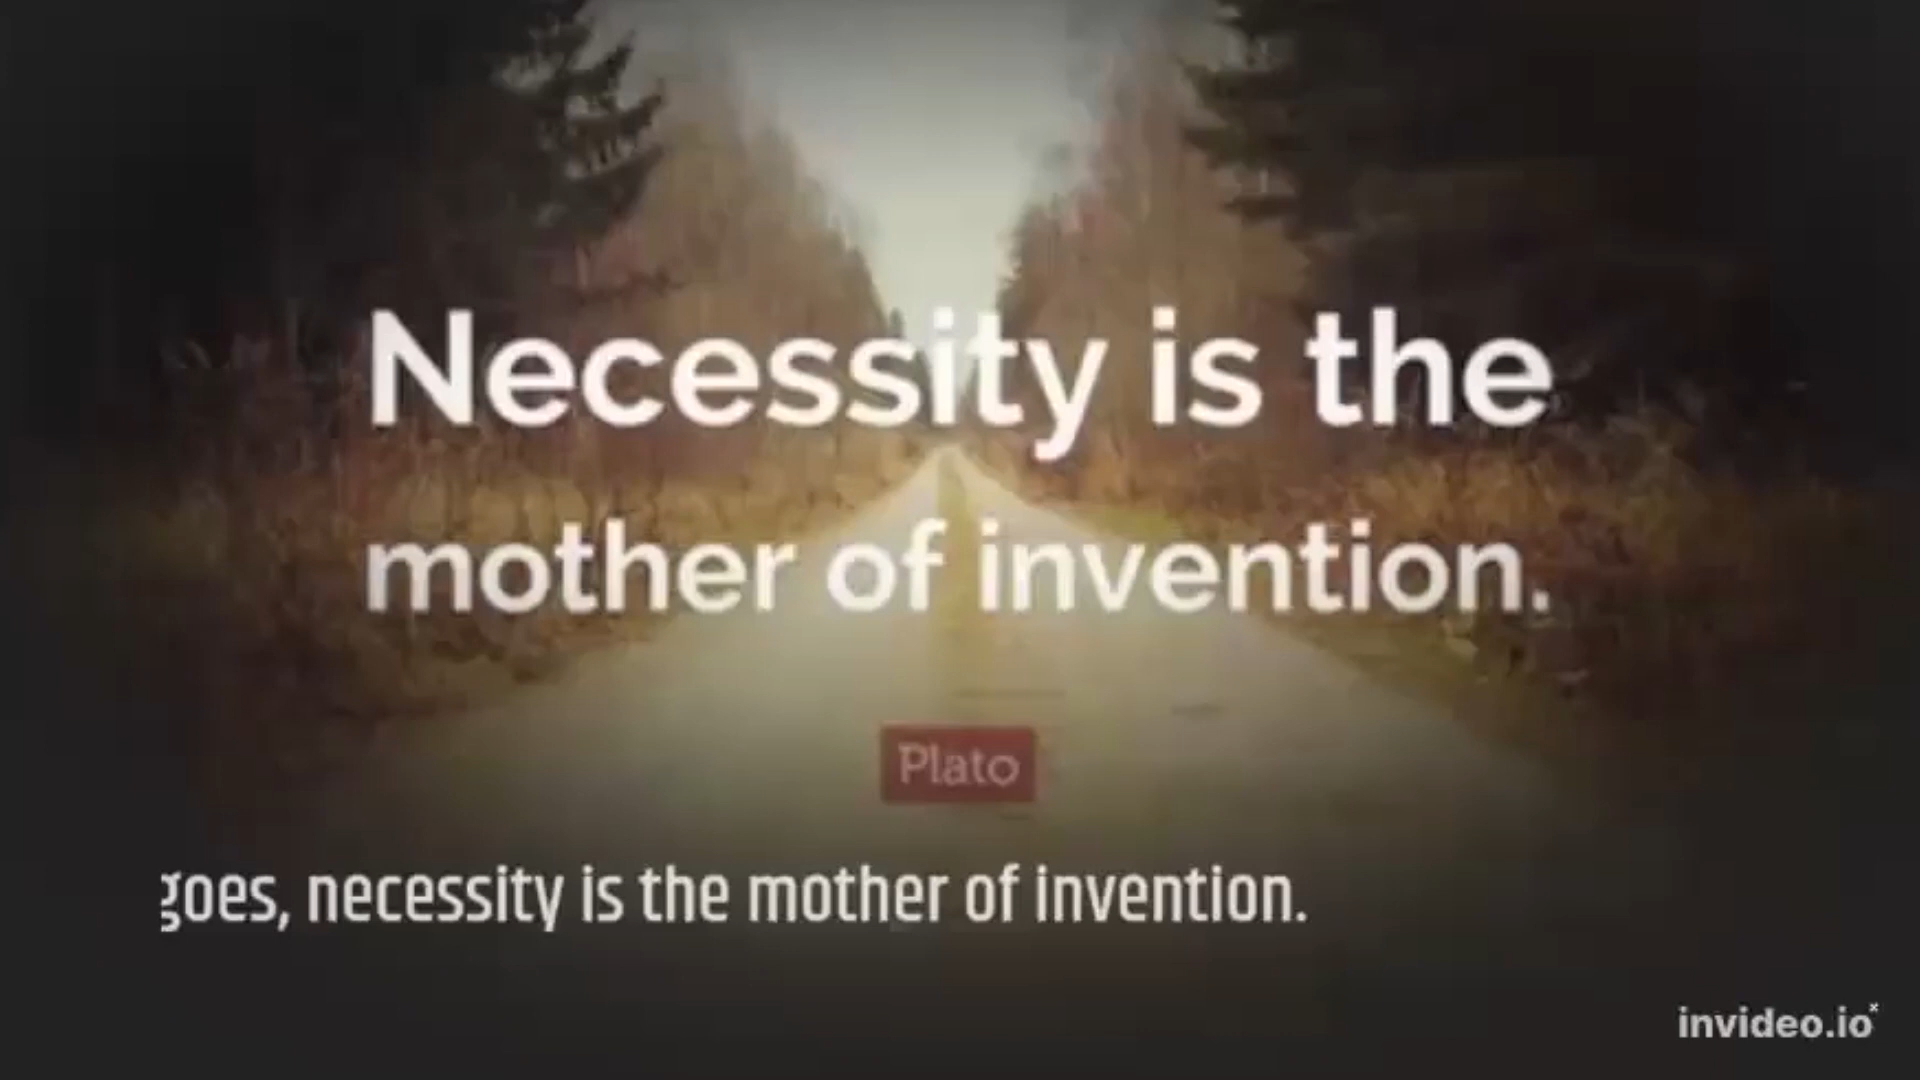 Necessity is the
mother of invention.
Plato
goes, necessity is the mother of invention.
invideo.io